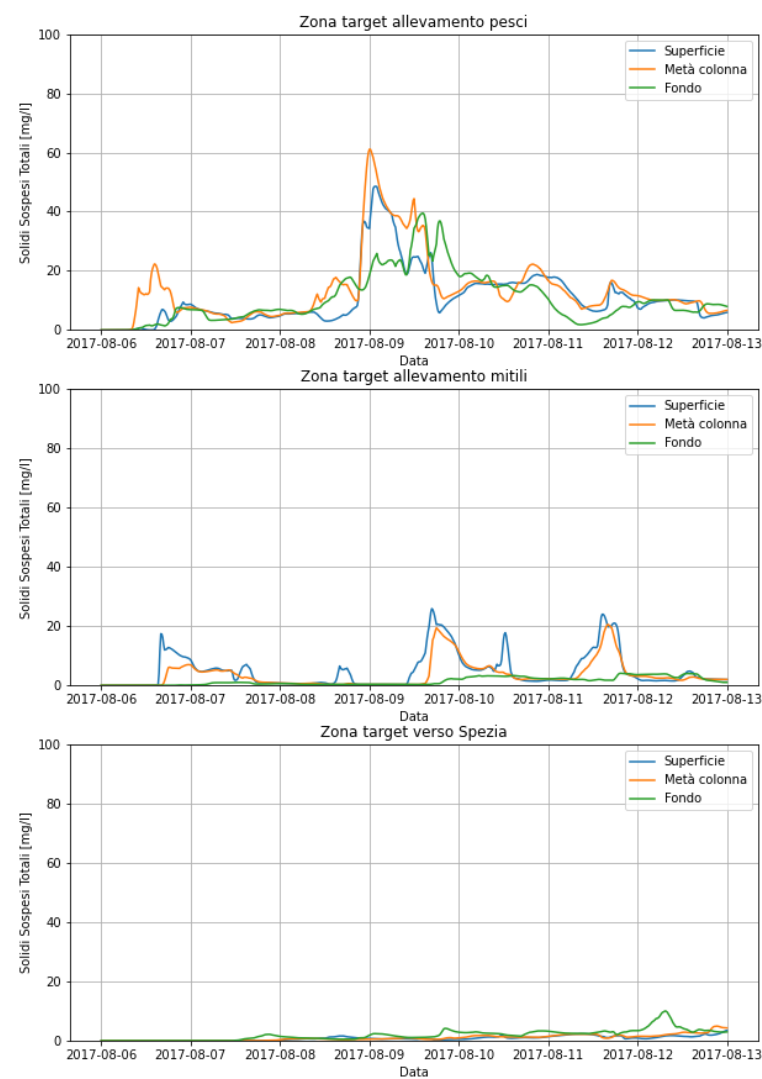 Zona target allevamento pesci
100
80
60
40
20
0
Solidi Sospesi Totali [mg/l]
Superficie
Metà colonna
Fondo
2017-08-06 2017-08-07 2017-08-08 2017-08-09 2017-08-10 2017-08-11 2017-08-12 2017-08-13
Data
Zona target allevamento mitili
100
80
60
40
20
0
Solidi Sospesi Totali [mg/l]
Superficie
Metà colonna
Fondo
2017-08-06 2017-08-07 2017-08-08 2017-08-09 2017-08-10 2017-08-11 2017-08-12 2017-08-13
Data
Zona target verso Spezia
100
80
60
40
20
0
Solidi Sospesi Totali [mg/l]
Superficie
Metà colonna
Fondo
2017-08-06 2017-08-07 2017-08-08 2017-08-09 2017-08-10 2017-08-11 2017-08-12 2017-08-13
Data